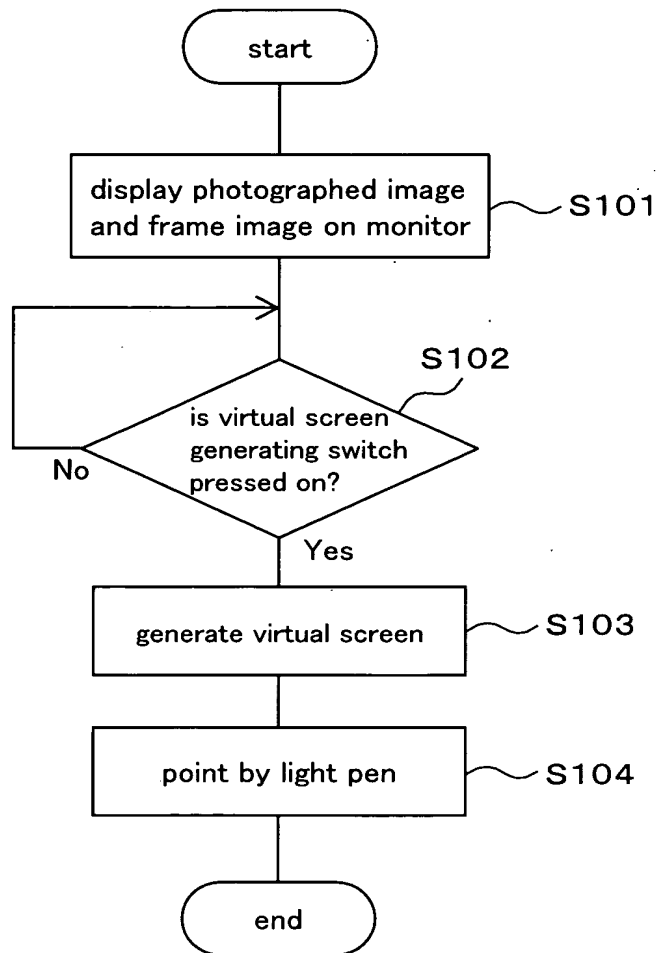 start
display photographed image
and frame image on monitor
S101
S102
is virtual screen
generating switch
pressed on?
No
Yes
generate virtual screen
S103
point by light pen
S104
end